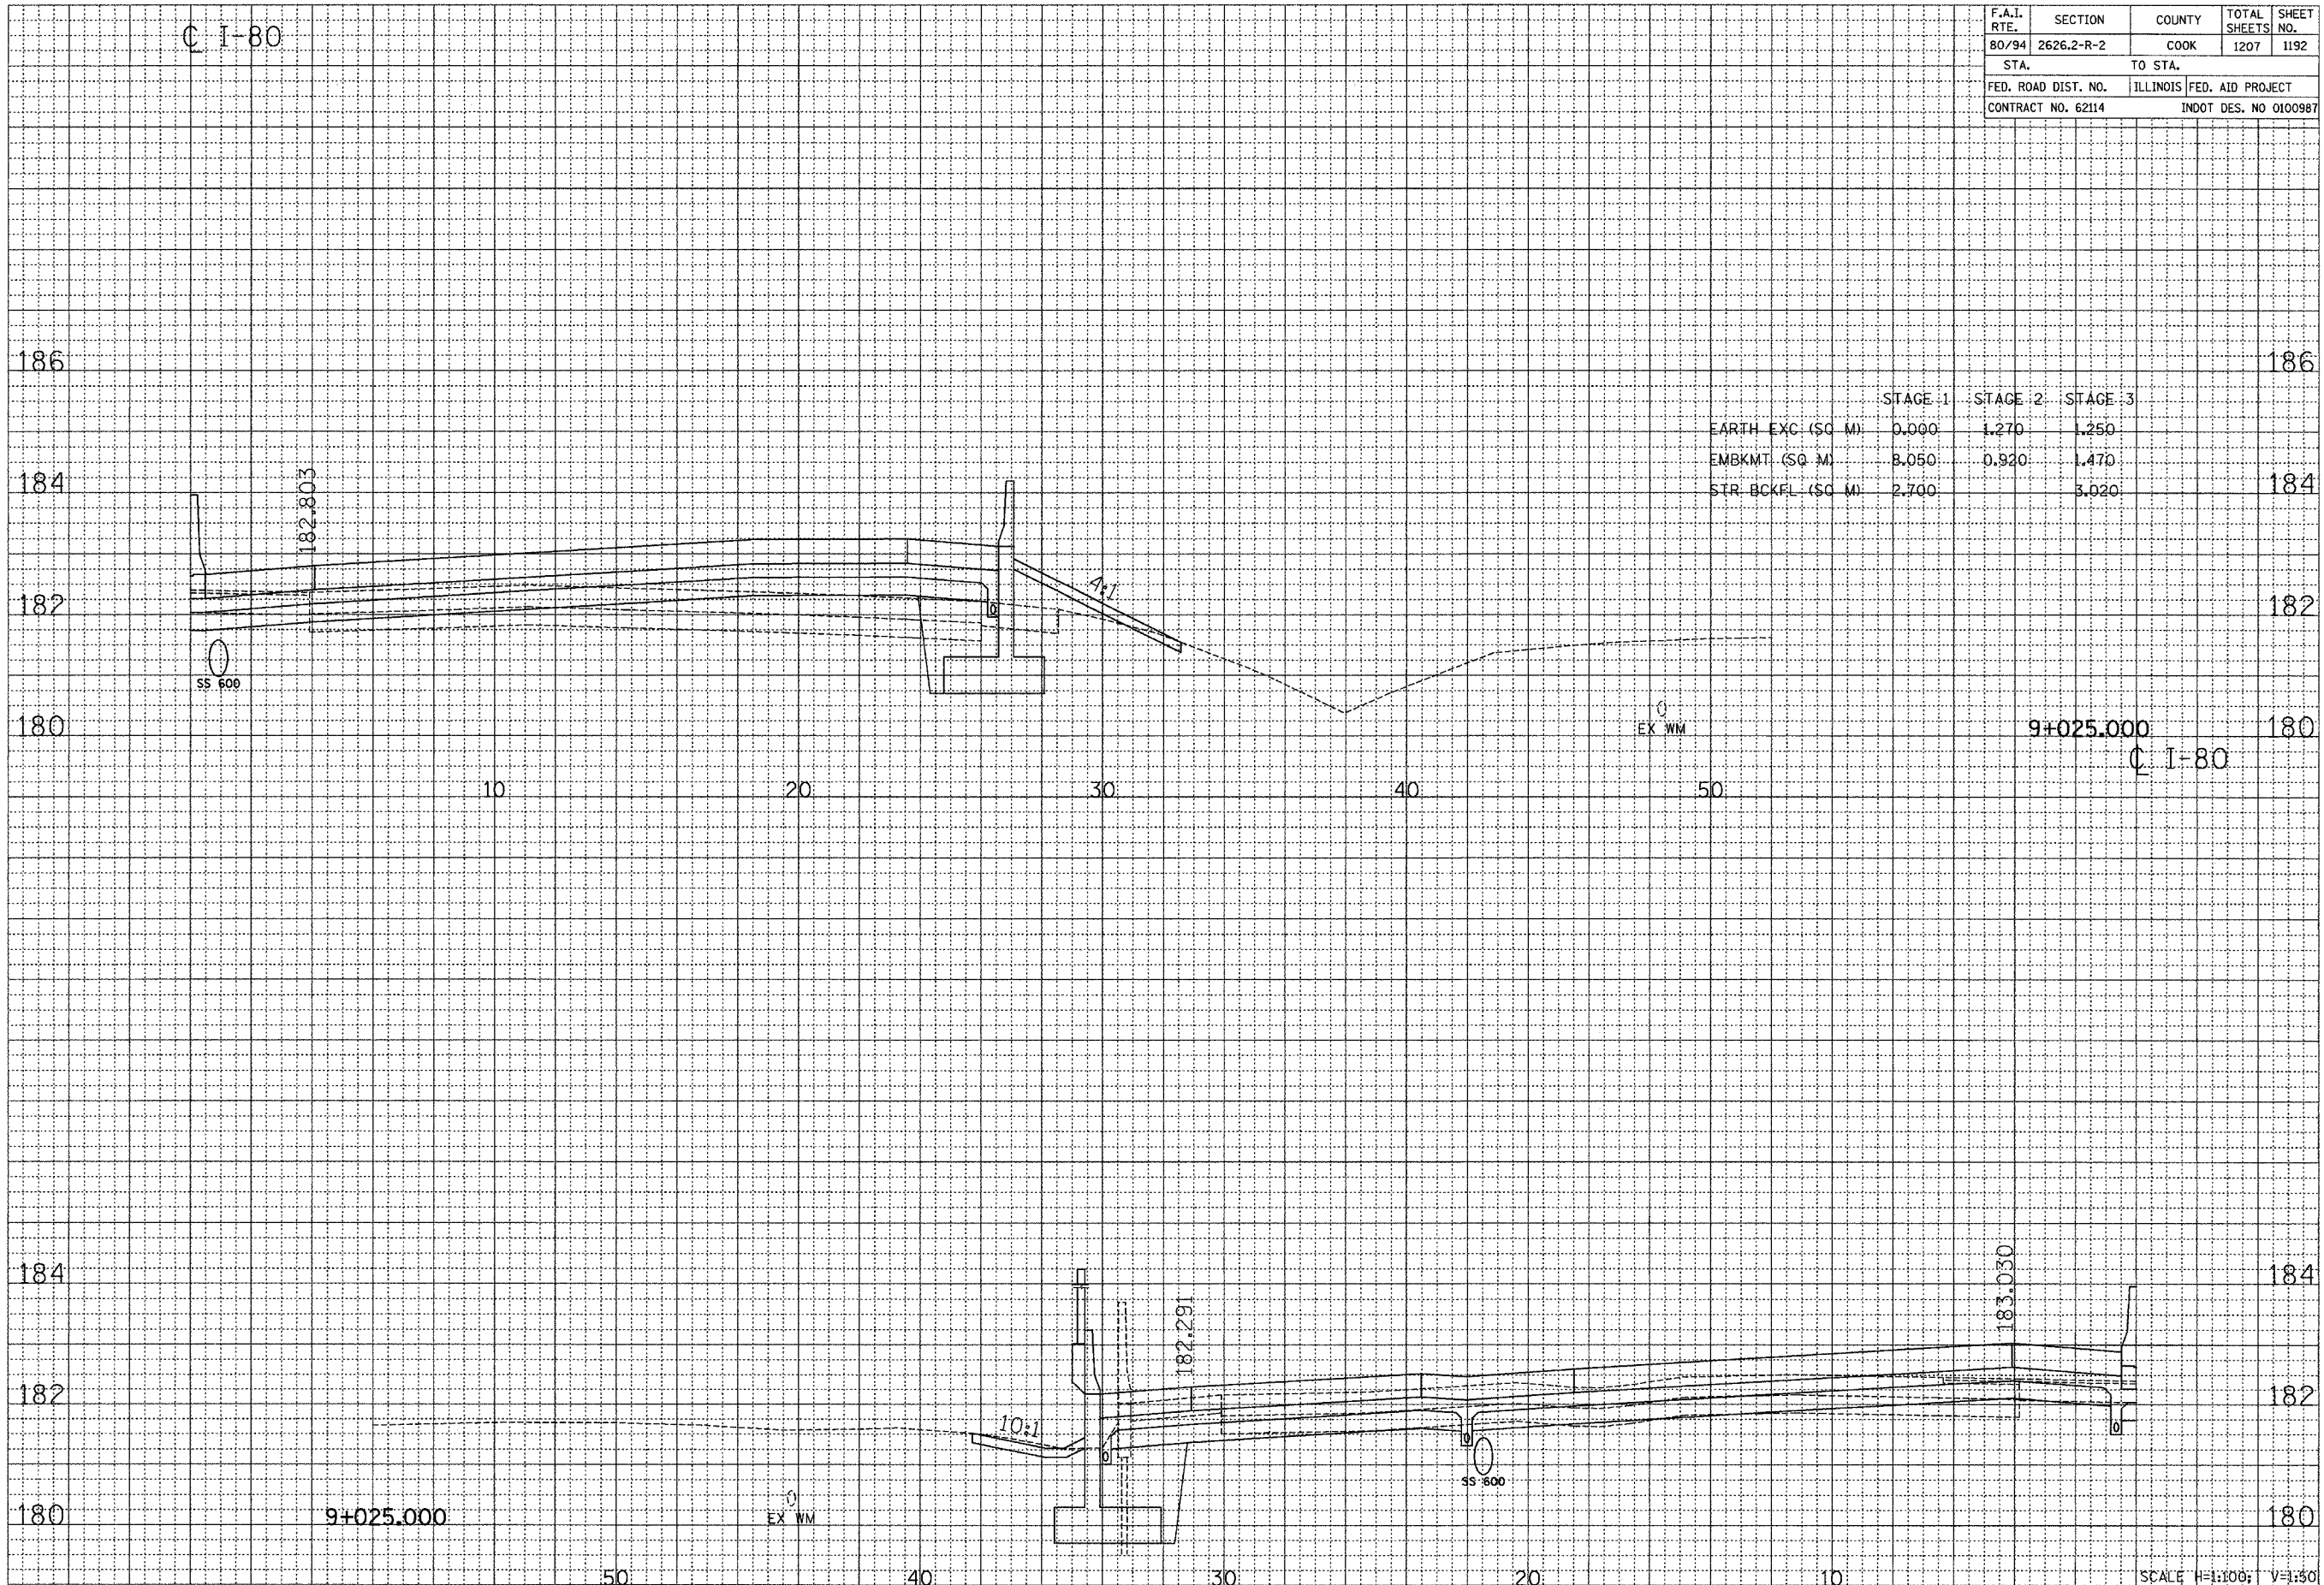 ℄ I-80
F.A.I. RTE. SECTION COUNTY TOTAL SHEETS SHEET NO.
80/94 2626.2-R-2 COOK 1207 1192
STA. TO STA.
FED. ROAD DIST. NO. ILLINOIS FED. AID PROJECT
CONTRACT NO. 62114 INDOT DES. NO 0100987
186 186
STAGE 1 STAGE 2 STAGE 3
EARTH EXC (SQ M) 0.000 1.270 1.250
EMBKMT (SQ M) 8.050 0.920 1.470
STR BCKFL (SQ M) 2.700 3.020
184 184
182.803
4:1
182 182
SS 600
180 EX WM 9+025.000 180
℄ I-80
10 20 30 40 50
184 184
183.030
182.291
182 182
10:1
SS 600
180 9+025.000 EX WM 180
50 40 30 20 10
SCALE H=1:100; V=1:50